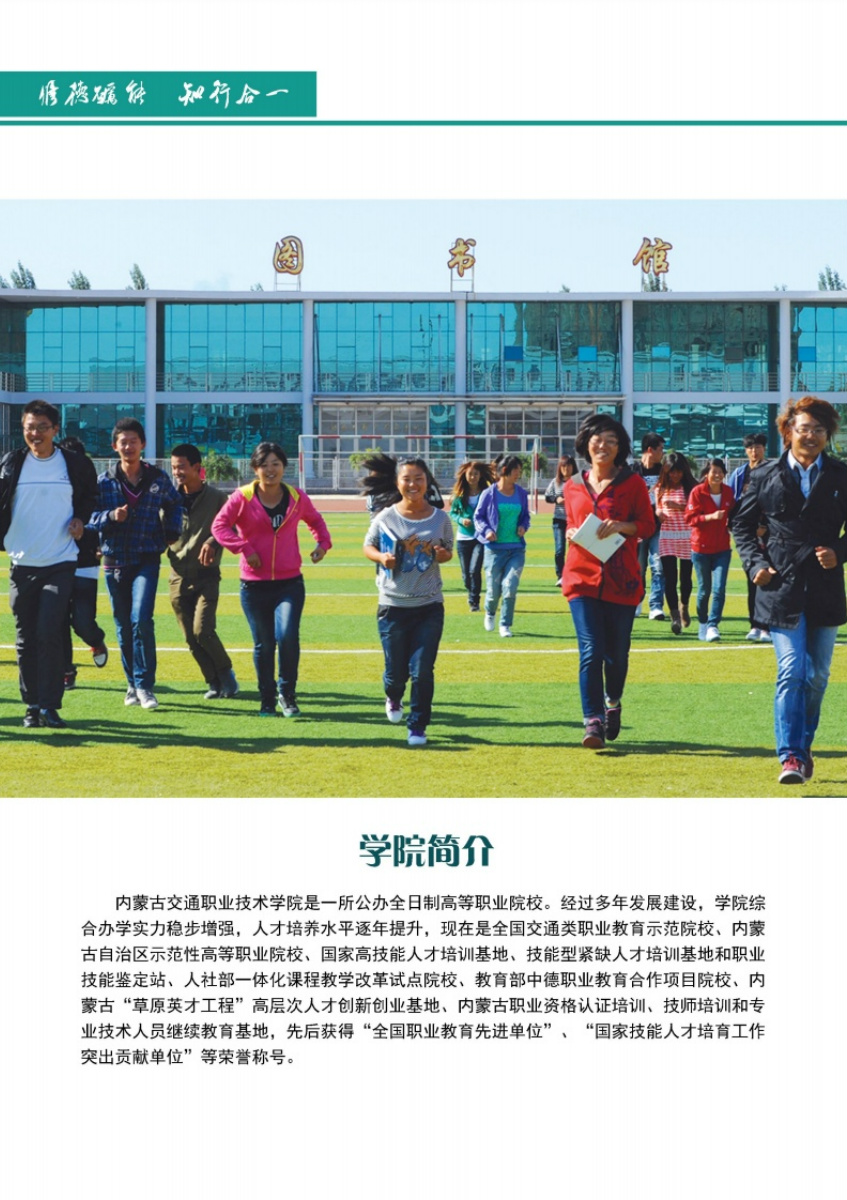 修德砺能 知行合一
图书馆
学院简介
内蒙古交通职业技术学院是一所公办全日制高等职业院校。经过多年发展建设，学院综
合办学实力稳步增强，人才培养水平逐年提升，现在是全国交通类职业教育示范院校、内蒙
古自治区示范性高等职业院校、国家高技能人才培训基地、技能型紧缺人才培训基地和职业
技能鉴定站、人社部一体化课程教学改革试点院校、教育部中德职业教育合作项目院校、内
蒙古“草原英才工程”高层次人才创新创业基地、内蒙古职业资格认证培训、技师培训和专
业技术人员继续教育基地，先后获得“全国职业教育先进单位”、“国家技能人才培育工作
突出贡献单位”等荣誉称号。